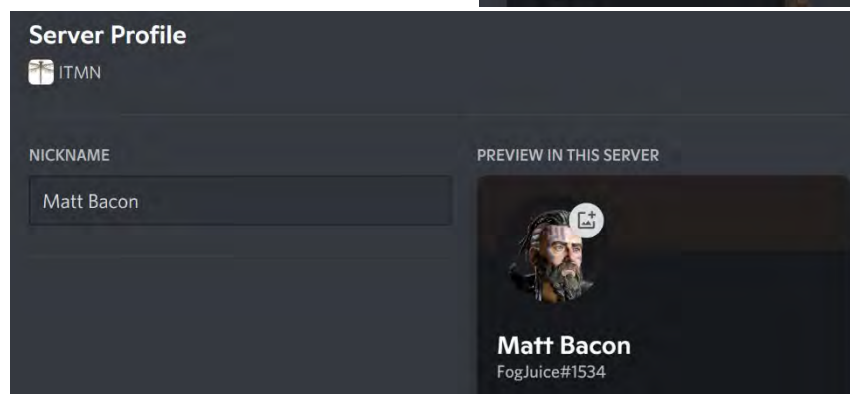 Server Profile
ITMN
NICKNAME
Matt Bacon
PREVIEW IN THIS SERVER
Matt Bacon
FogJuice#1534